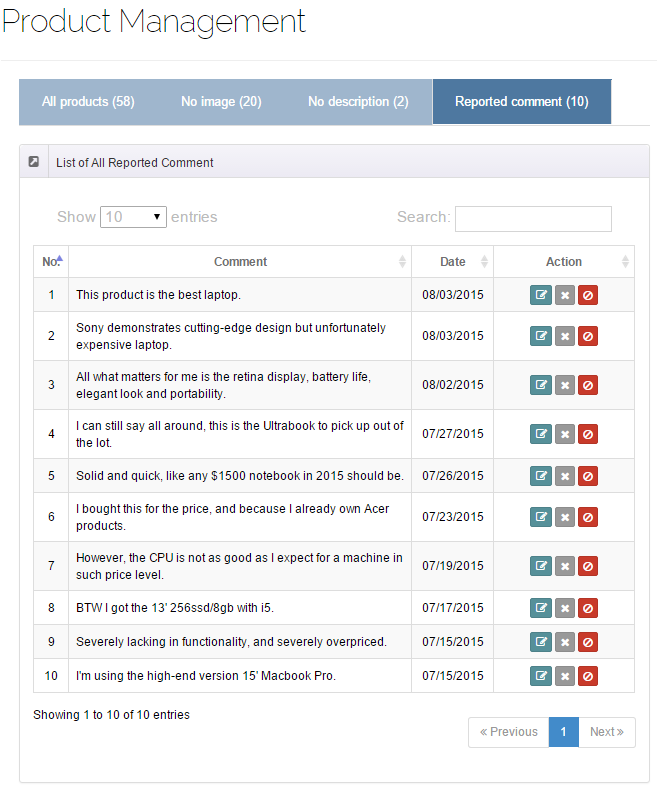 Product Management
All products (58) No image (20) No description (2) Reported comment (10)
List of All Reported Comment
Show 10 entries Search:
No. Comment Date Action
1 This product is the best laptop. 08/03/2015
2 Sony demonstrates cutting-edge design but unfortunately
expensive laptop. 08/03/2015
3 All what matters for me is the retina display, battery life,
elegant look and portability. 08/02/2015
4 I can still say all around, this is the Ultrabook to pick up out of
the lot. 07/27/2015
5 Solid and quick, like any $1500 notebook in 2015 should be. 07/26/2015
6 I bought this for the price, and because I already own Acer
products. 07/23/2015
7 However, the CPU is not as good as I expect for a machine in
such price level. 07/19/2015
8 BTW I got the 13' 256ssd/8gb with i5. 07/17/2015
9 Severely lacking in functionality, and severely overpriced. 07/15/2015
10 I'm using the high-end version 15' Macbook Pro. 07/15/2015
Showing 1 to 10 of 10 entries
« Previous 1 Next »